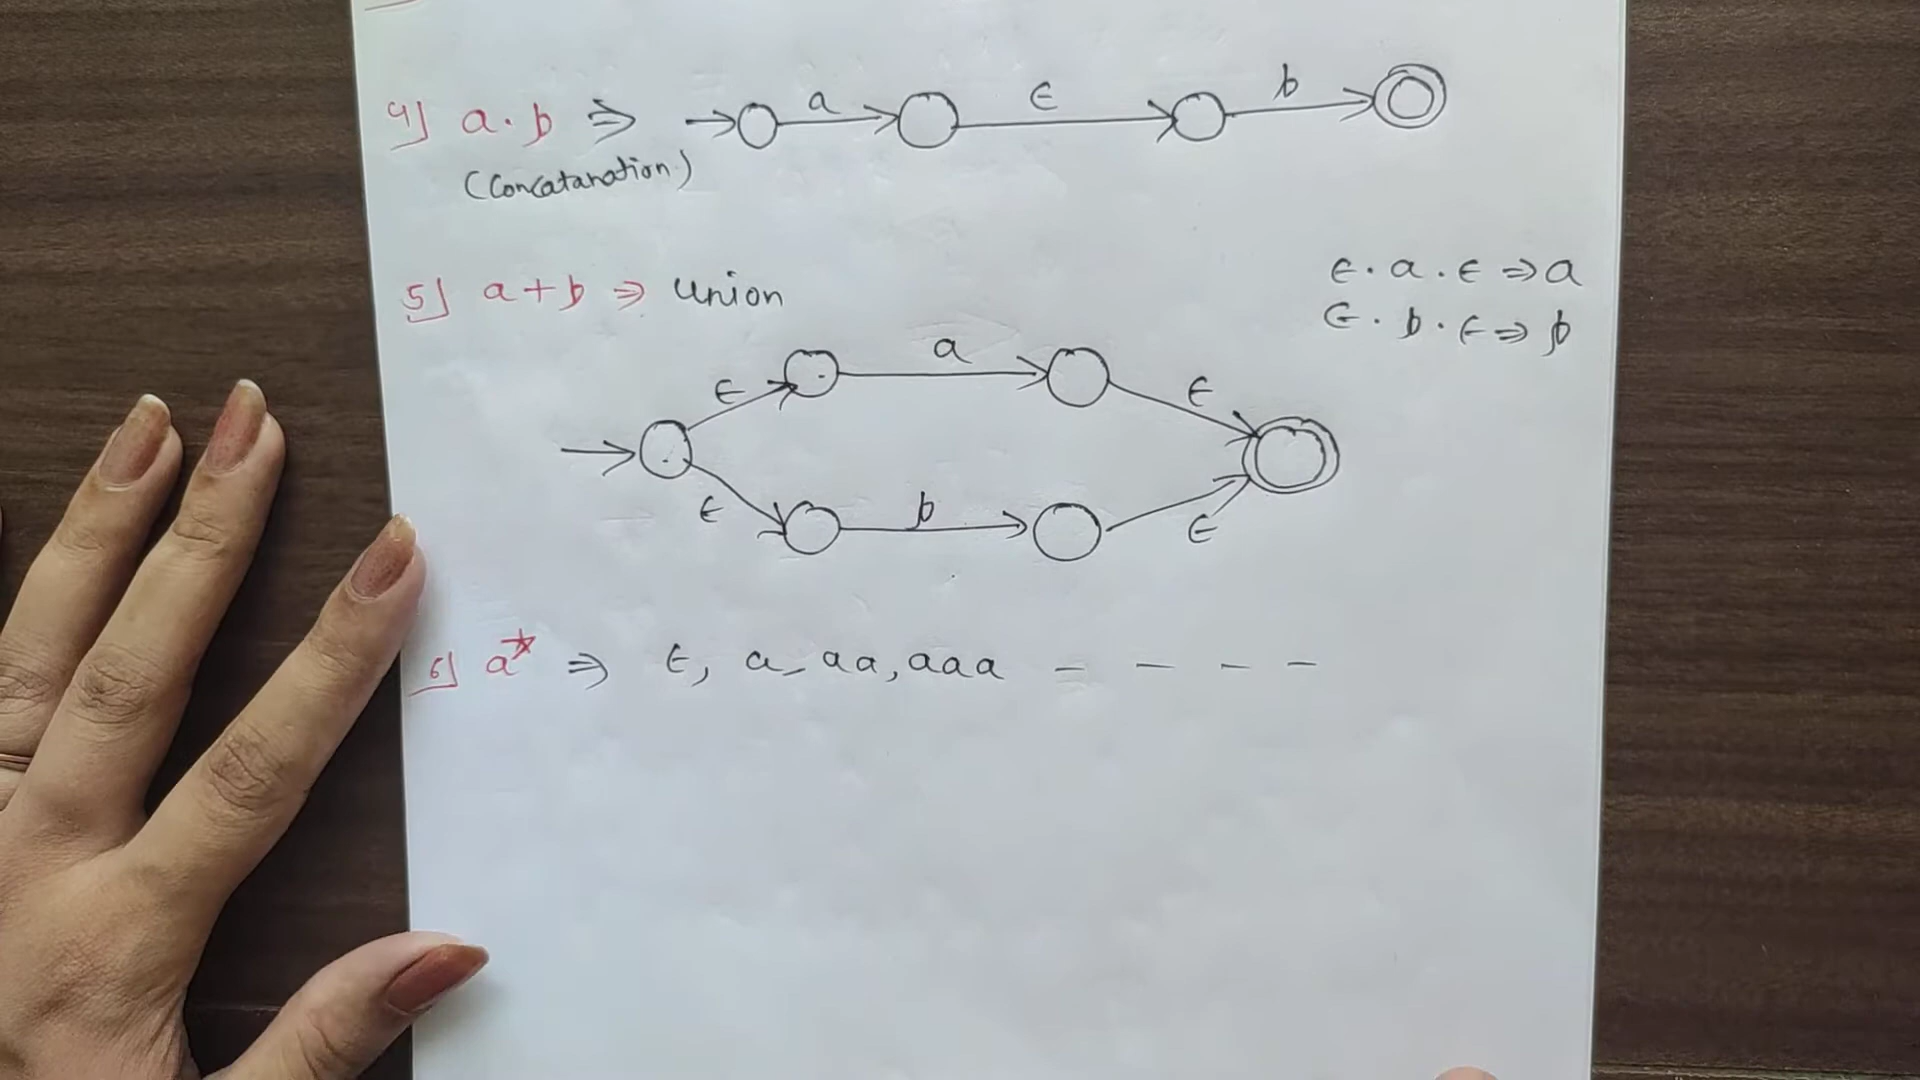 4] a·b ⇒ a ϵ b
(Concatanation)
5] a+b ⇒ Union
ϵ·a·ϵ ⇒ a
ϵ·b·ϵ ⇒ b
ϵ a ϵ
ϵ b ϵ
6] a* ⇒ ϵ, a, aa, aaa - - - -